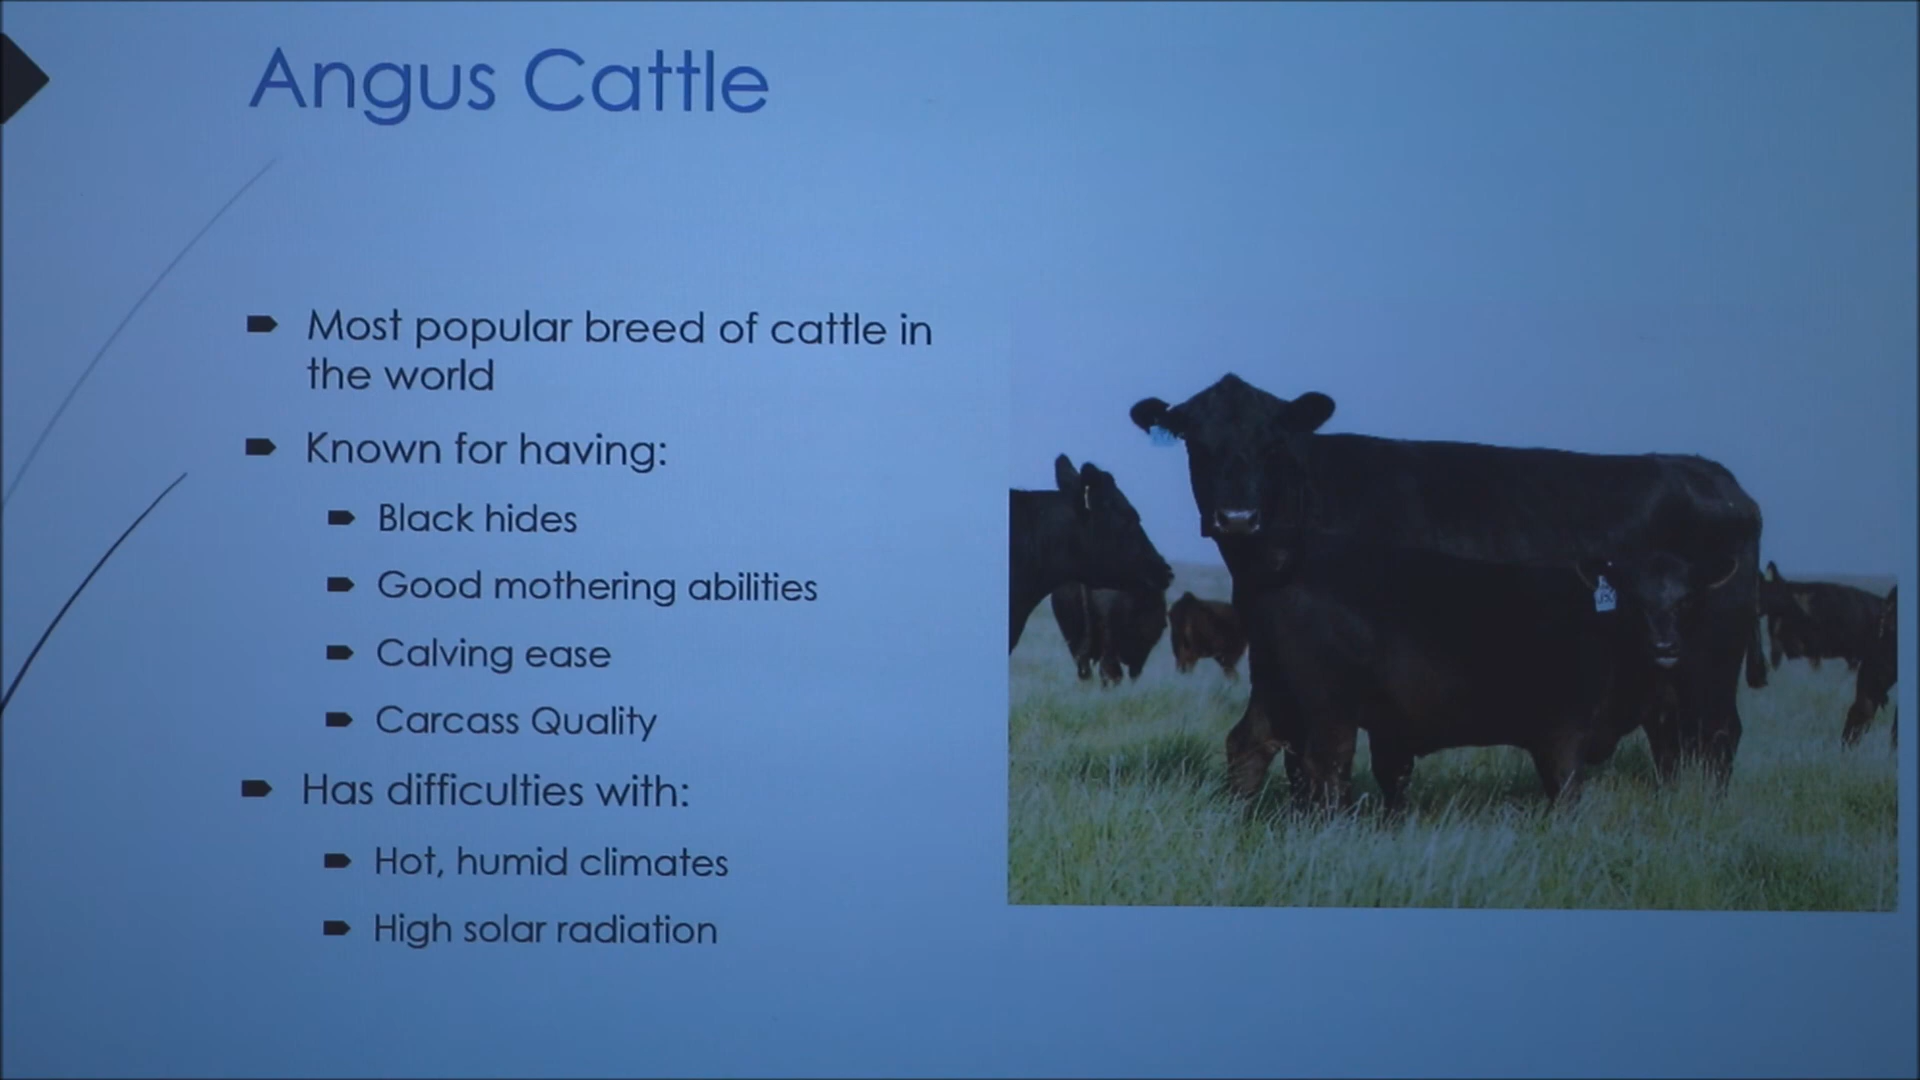 Angus Cattle
Most popular breed of cattle in
the world
Known for having:
Black hides
Good mothering abilities
Calving ease
Carcass Quality
Has difficulties with:
Hot, humid climates
High solar radiation